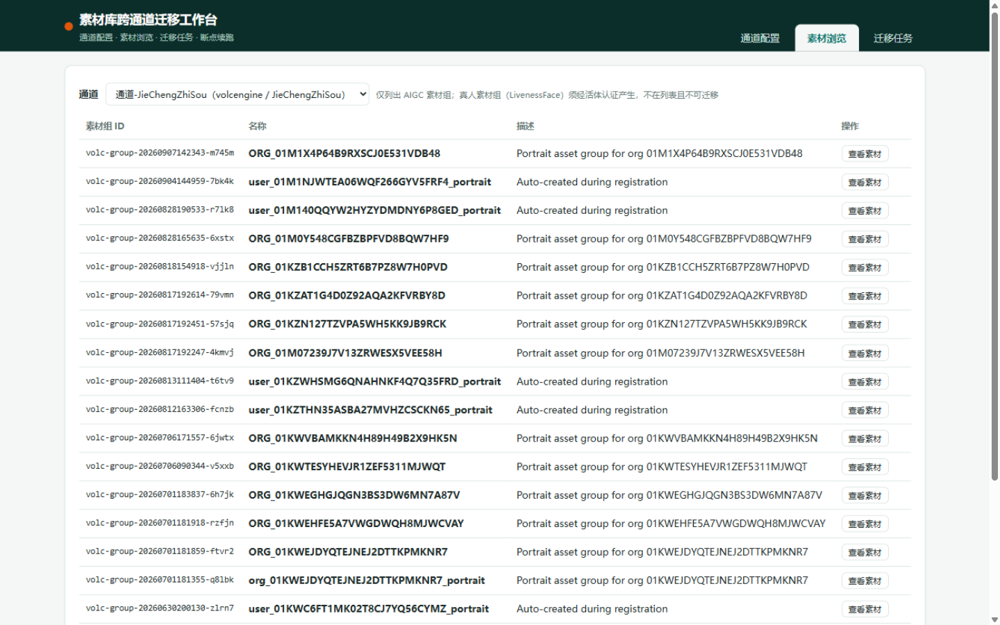 素材库跨通道迁移工作台
通道配置 · 素材浏览 · 迁移任务 · 断点续跑
通道配置 素材浏览 迁移任务
通道 通道-JieChengZhiSou（volcengine / JieChengZhiSou） 仅列出 AIGC 素材组；真人素材组（LivenessFace）须经活体认证产生，不在列表且不可迁移
素材组 ID 名称 描述 操作
volc-group-20260907142343-m745m ORG_01M1X4P64B9RXSCJ0E531VDB48 Portrait asset group for org 01M1X4P64B9RXSCJ0E531VDB48 查看素材
volc-group-20260904144959-7bk4k user_01M1NJWTEA06WQF266GYV5FRF4_portrait Auto-created during registration 查看素材
volc-group-20260828190533-r7lk8 user_01M140QQYW2HYZYDMDNY6P8GED_portrait Auto-created during registration 查看素材
volc-group-20260828165635-6xstx ORG_01M0Y548CGFBZBPFVD8BQW7HF9 Portrait asset group for org 01M0Y548CGFBZBPFVD8BQW7HF9 查看素材
volc-group-20260818154918-vjjln ORG_01KZB1CCH5ZRT6B7PZ8W7H0PVD Portrait asset group for org 01KZB1CCH5ZRT6B7PZ8W7H0PVD 查看素材
volc-group-20260817192614-79vmn ORG_01KZAT1G4D0Z92AQA2KFVRBY8D Portrait asset group for org 01KZAT1G4D0Z92AQA2KFVRBY8D 查看素材
volc-group-20260817192451-57sjq ORG_01KZN127TZVPA5WH5KK9JB9RCK Portrait asset group for org 01KZN127TZVPA5WH5KK9JB9RCK 查看素材
volc-group-20260817192247-4kmvj ORG_01M07239J7V13ZRWESX5VEE58H Portrait asset group for org 01M07239J7V13ZRWESX5VEE58H 查看素材
volc-group-20260813111404-t6tv9 user_01KZWHSMG6QNAHNKF4Q7Q35FRD_portrait Auto-created during registration 查看素材
volc-group-20260812163306-fcnzb user_01KZTHN35ASBA27MVHZCSCKN65_portrait Auto-created during registration 查看素材
volc-group-20260706171557-6jwtx ORG_01KWVBAMKKN4H89H49B2X9HK5N Portrait asset group for org 01KWVBAMKKN4H89H49B2X9HK5N 查看素材
volc-group-20260706090344-v5xxb ORG_01KWTESYHEVJR1ZEF5311MJWQT Portrait asset group for org 01KWTESYHEVJR1ZEF5311MJWQT 查看素材
volc-group-20260701183837-6h7jk ORG_01KWEGHGJQGN3BS3DW6MN7A87V Portrait asset group for org 01KWEGHGJQGN3BS3DW6MN7A87V 查看素材
volc-group-20260701181918-rzfjn ORG_01KWEHFE5A7VWGDWQH8MJWCVAY Portrait asset group for org 01KWEHFE5A7VWGDWQH8MJWCVAY 查看素材
volc-group-20260701181859-ftvr2 ORG_01KWEJDYQTEJNEJ2DTTKPMKNR7 Portrait asset group for org 01KWEJDYQTEJNEJ2DTTKPMKNR7 查看素材
volc-group-20260701181355-q8lbk org_01KWEJDYQTEJNEJ2DTTKPMKNR7_portrait Portrait asset group for org 01KWEJDYQTEJNEJ2DTTKPMKNR7 查看素材
volc-group-20260630200130-zlrn7 user_01KWC6FT1MK02T8CJ7YQ56CYMZ_portrait Auto-created during registration 查看素材